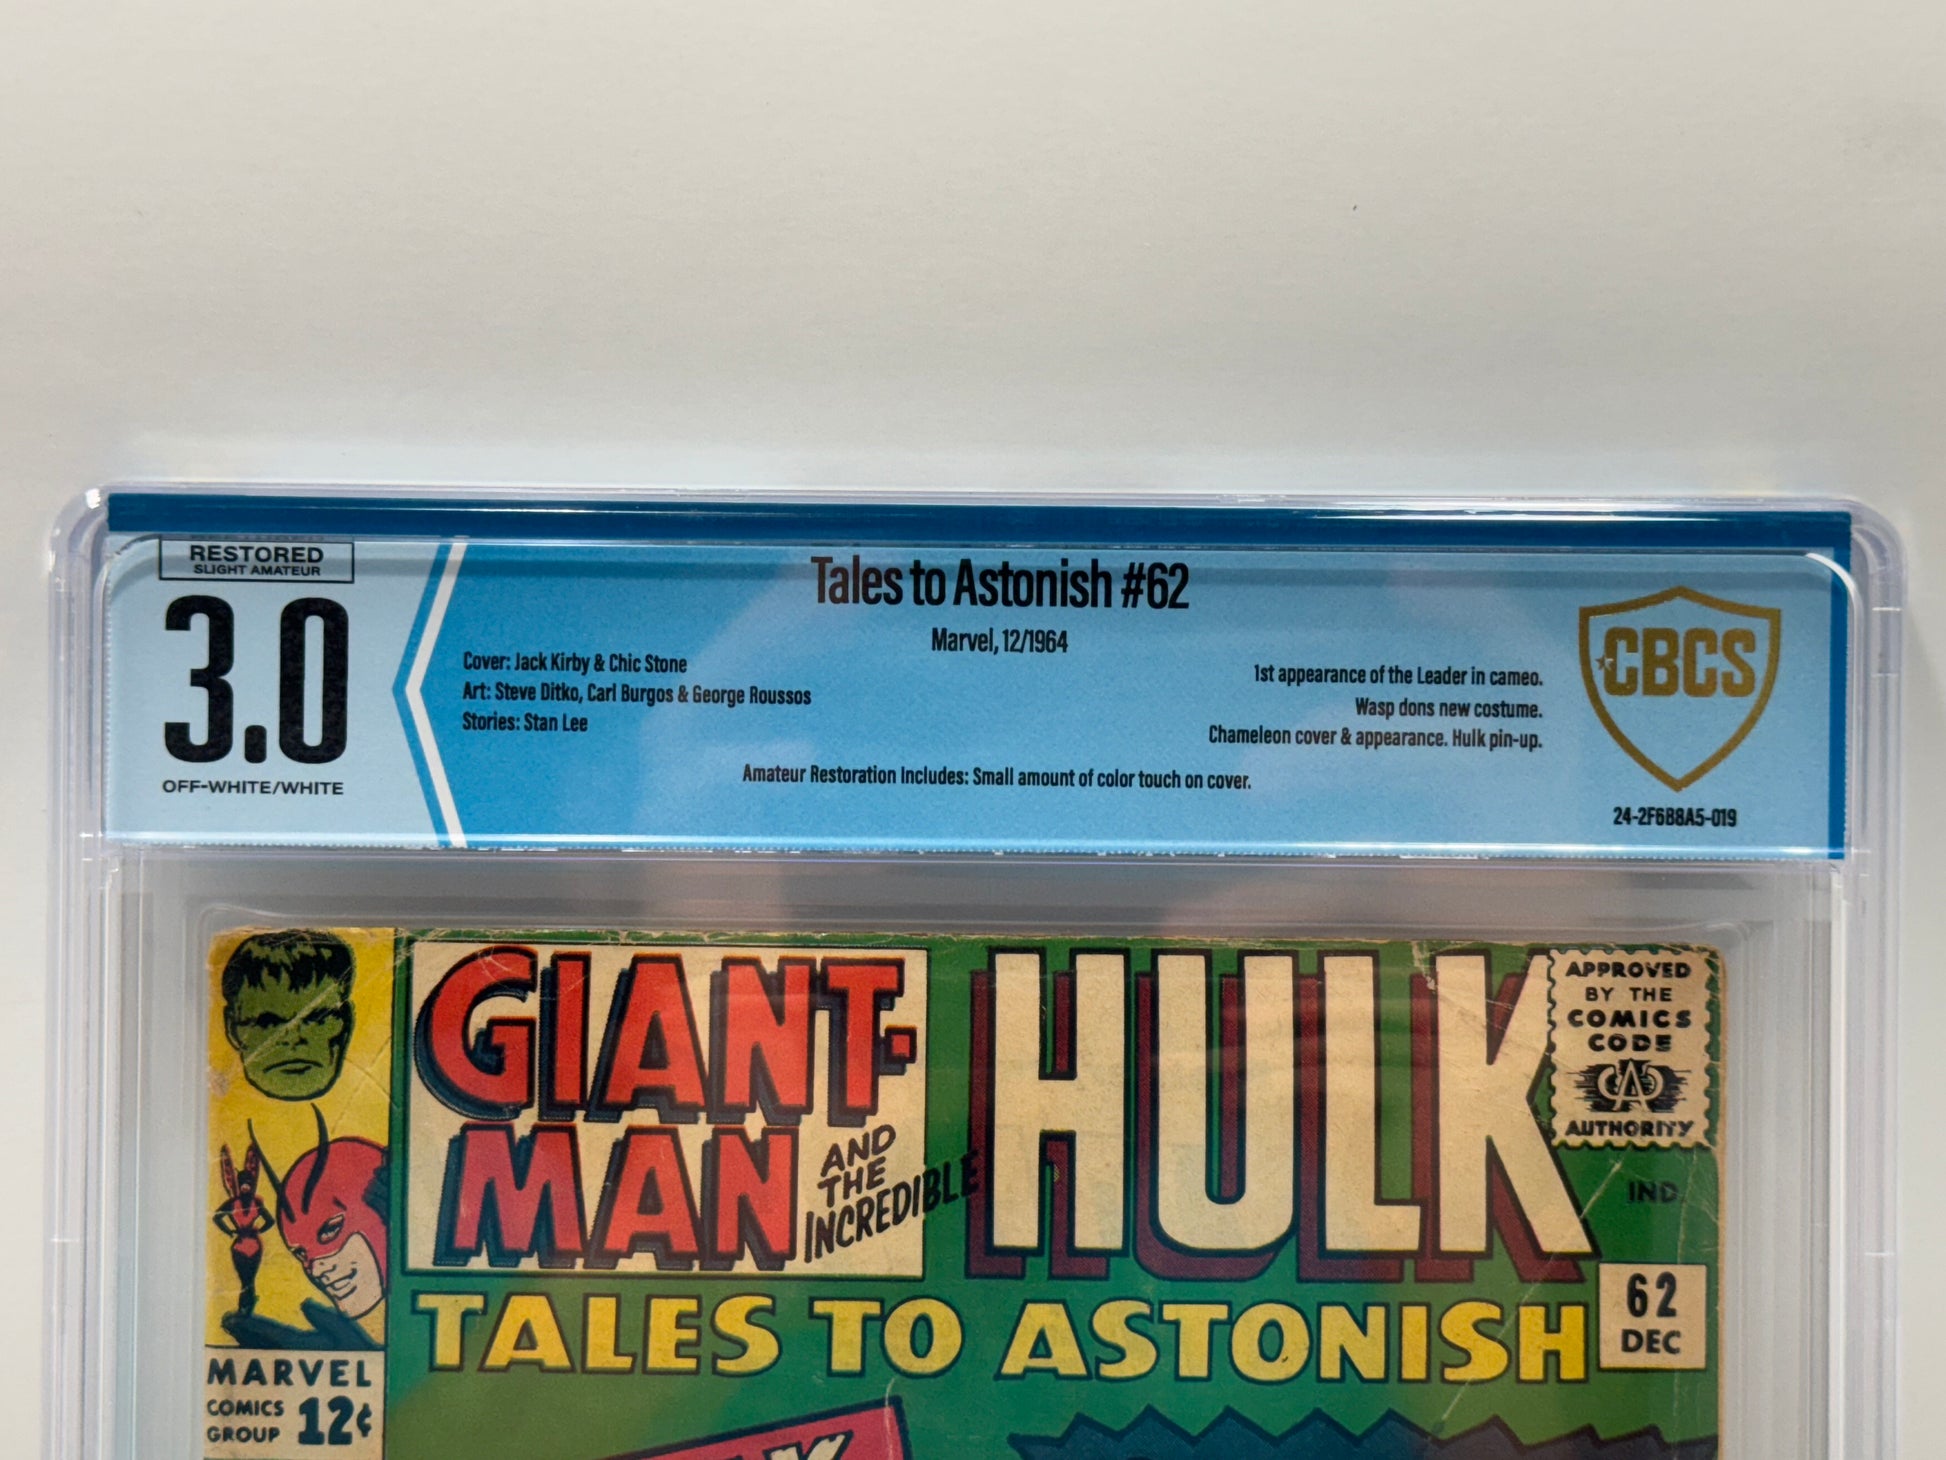 RESTORED
SLIGHT AMATEUR
3.0
OFF-WHITE/WHITE
Tales to Astonish #62
Marvel, 12/1964
Cover: Jack Kirby & Chic Stone
Art: Steve Ditko, Carl Burgos & George Roussos
Stories: Stan Lee
1st appearance of the Leader in cameo.
Wasp dons new costume.
Chameleon cover & appearance. Hulk pin-up.
Amateur Restoration Includes: Small amount of color touch on cover.
CBCS
24-2F6B8A5-019
GIANT-
MAN
AND
THE
INCREDIBLE
HULK
APPROVED
BY THE
COMICS
CODE
CA
AUTHORITY
IND.
TALES TO ASTONISH
62
DEC
MARVEL
COMICS
GROUP
12¢